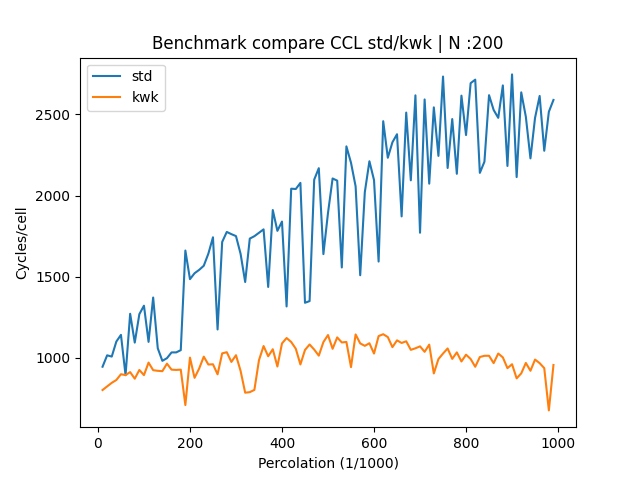 Benchmark compare CCL std/kwk | N :200
std
kwk
Cycles/cell
2500
2000
1500
1000
0 200 400 600 800 1000
Percolation (1/1000)